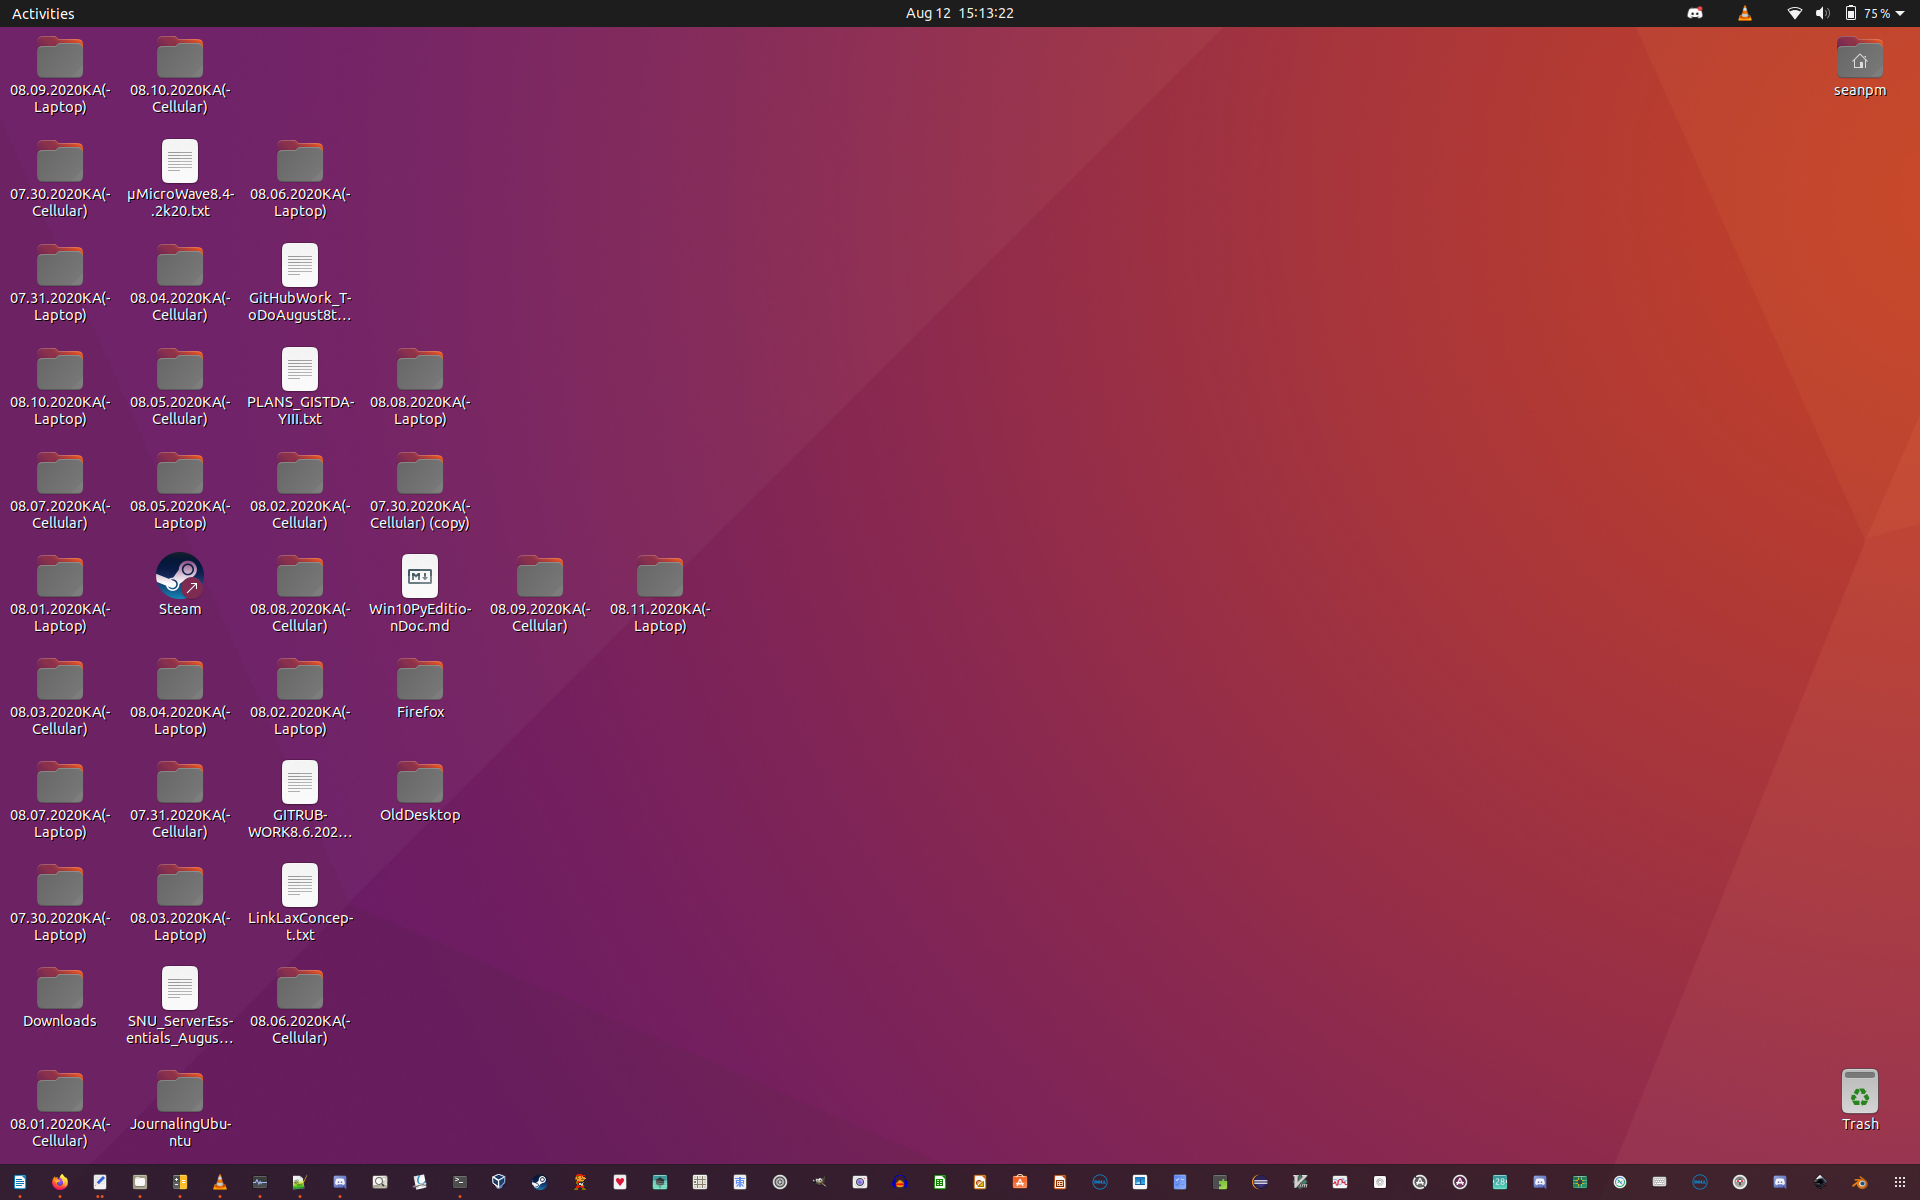 Activities
Aug 12 15:13:22
75 %
08.09.2020KA(-
Laptop)
08.10.2020KA(-
Cellular)
seanpm
07.30.2020KA(-
Cellular)
µMicroWave8.4-
.2k20.txt
08.06.2020KA(-
Laptop)
07.31.2020KA(-
Laptop)
08.04.2020KA(-
Cellular)
GitHubWork_T-
oDoAugust8t...
08.10.2020KA(-
Laptop)
08.05.2020KA(-
Cellular)
PLANS_GISTDA-
YIII.txt
08.08.2020KA(-
Laptop)
08.07.2020KA(-
Cellular)
08.05.2020KA(-
Laptop)
08.02.2020KA(-
Cellular)
07.30.2020KA(-
Cellular) (copy)
08.01.2020KA(-
Laptop)
Steam
08.08.2020KA(-
Cellular)
Win10PyEditio-
nDoc.md
08.09.2020KA(-
Cellular)
08.11.2020KA(-
Laptop)
08.03.2020KA(-
Cellular)
08.04.2020KA(-
Laptop)
08.02.2020KA(-
Laptop)
Firefox
08.07.2020KA(-
Laptop)
07.31.2020KA(-
Cellular)
GITRUB-
WORK8.6.202...
OldDesktop
07.30.2020KA(-
Laptop)
08.03.2020KA(-
Laptop)
LinkLaxConcep-
t.txt
Downloads
SNU_ServerEss-
entials_Augus...
08.06.2020KA(-
Cellular)
08.01.2020KA(-
Cellular)
JournalingUbu-
ntu
Trash